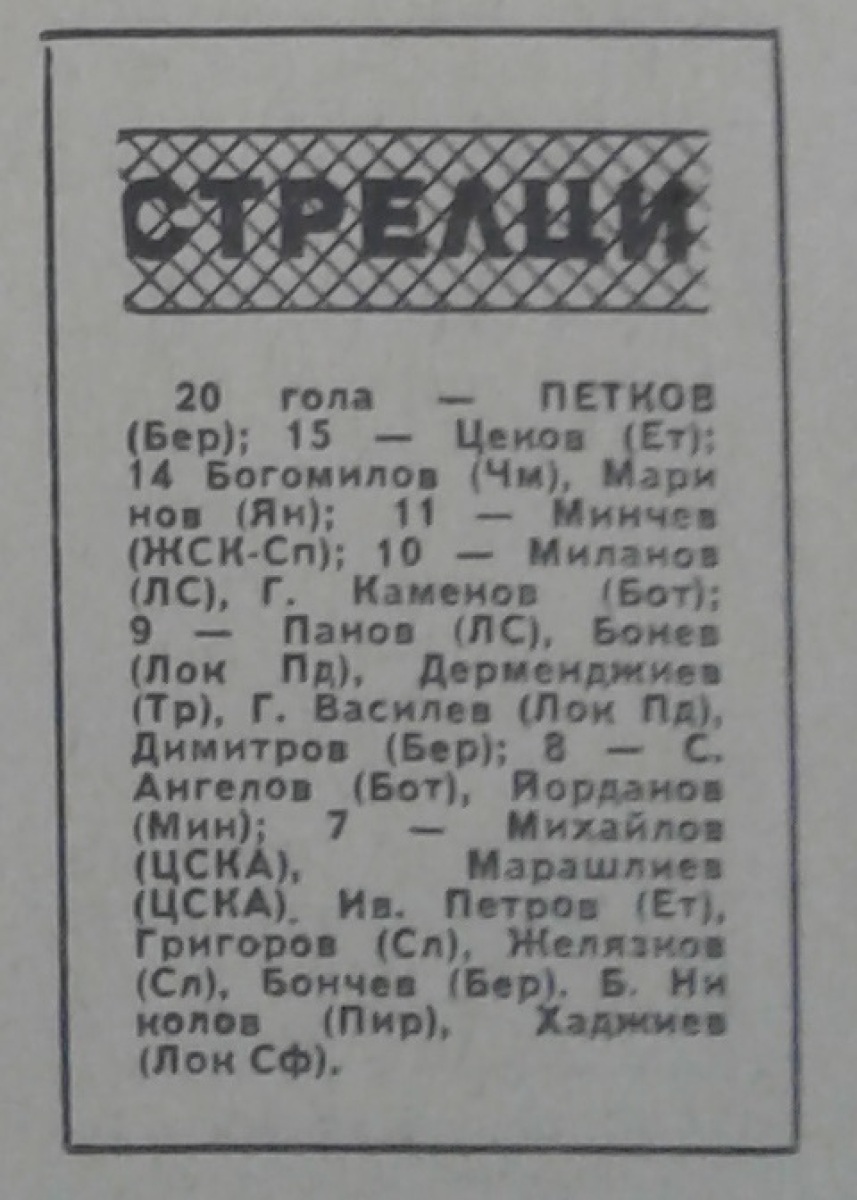 СТРЕЛЦИ
20 гола — ПЕТКОВ
(Бер); 15 — Цеков (Ет);
14 Богомилов (Чм), Мари
нов (Ян); 11 — Минчев
(ЖСК-Сп); 10 — Миланов
(ЛС), Г. Каменов (Бот);
9 — Панов (ЛС), Бонев
(Лок Пд), Дерменджиев
(Тр), Г. Василев (Лок Пд),
Димитров (Бер); 8 — С.
Ангелов (Бот), Йорданов
(Мин); 7 — Михайлов
(ЦСКА), Марашлиев
(ЦСКА). Ив. Петров (Ет),
Григоров (Сл), Желязков
(Сл), Бончев (Бер). Б. Ни
колов (Пир), Хаджиев
(Лок Сф).